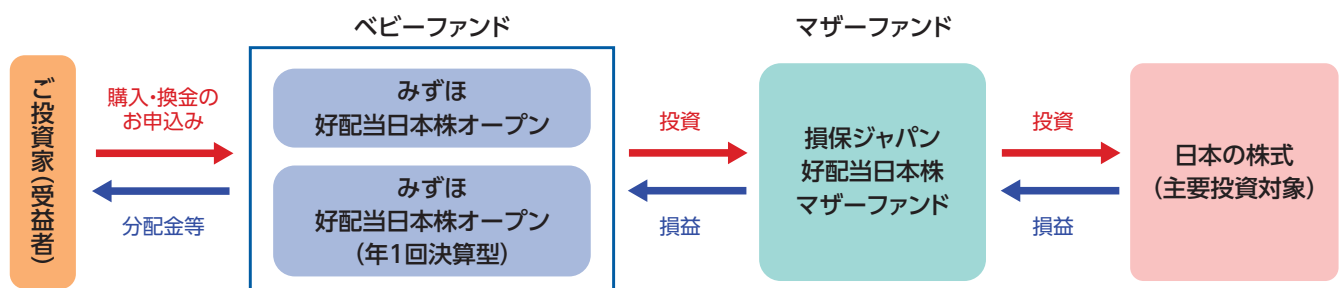 ベビーファンド
マザーファンド
ご投資家(受益者)
購入・換金の
お申込み
分配金等
みずほ
好配当日本株オープン
みずほ
好配当日本株オープン
(年1回決算型)
投資
損益
損保ジャパン
好配当日本株
マザーファンド
投資
損益
日本の株式
(主要投資対象)